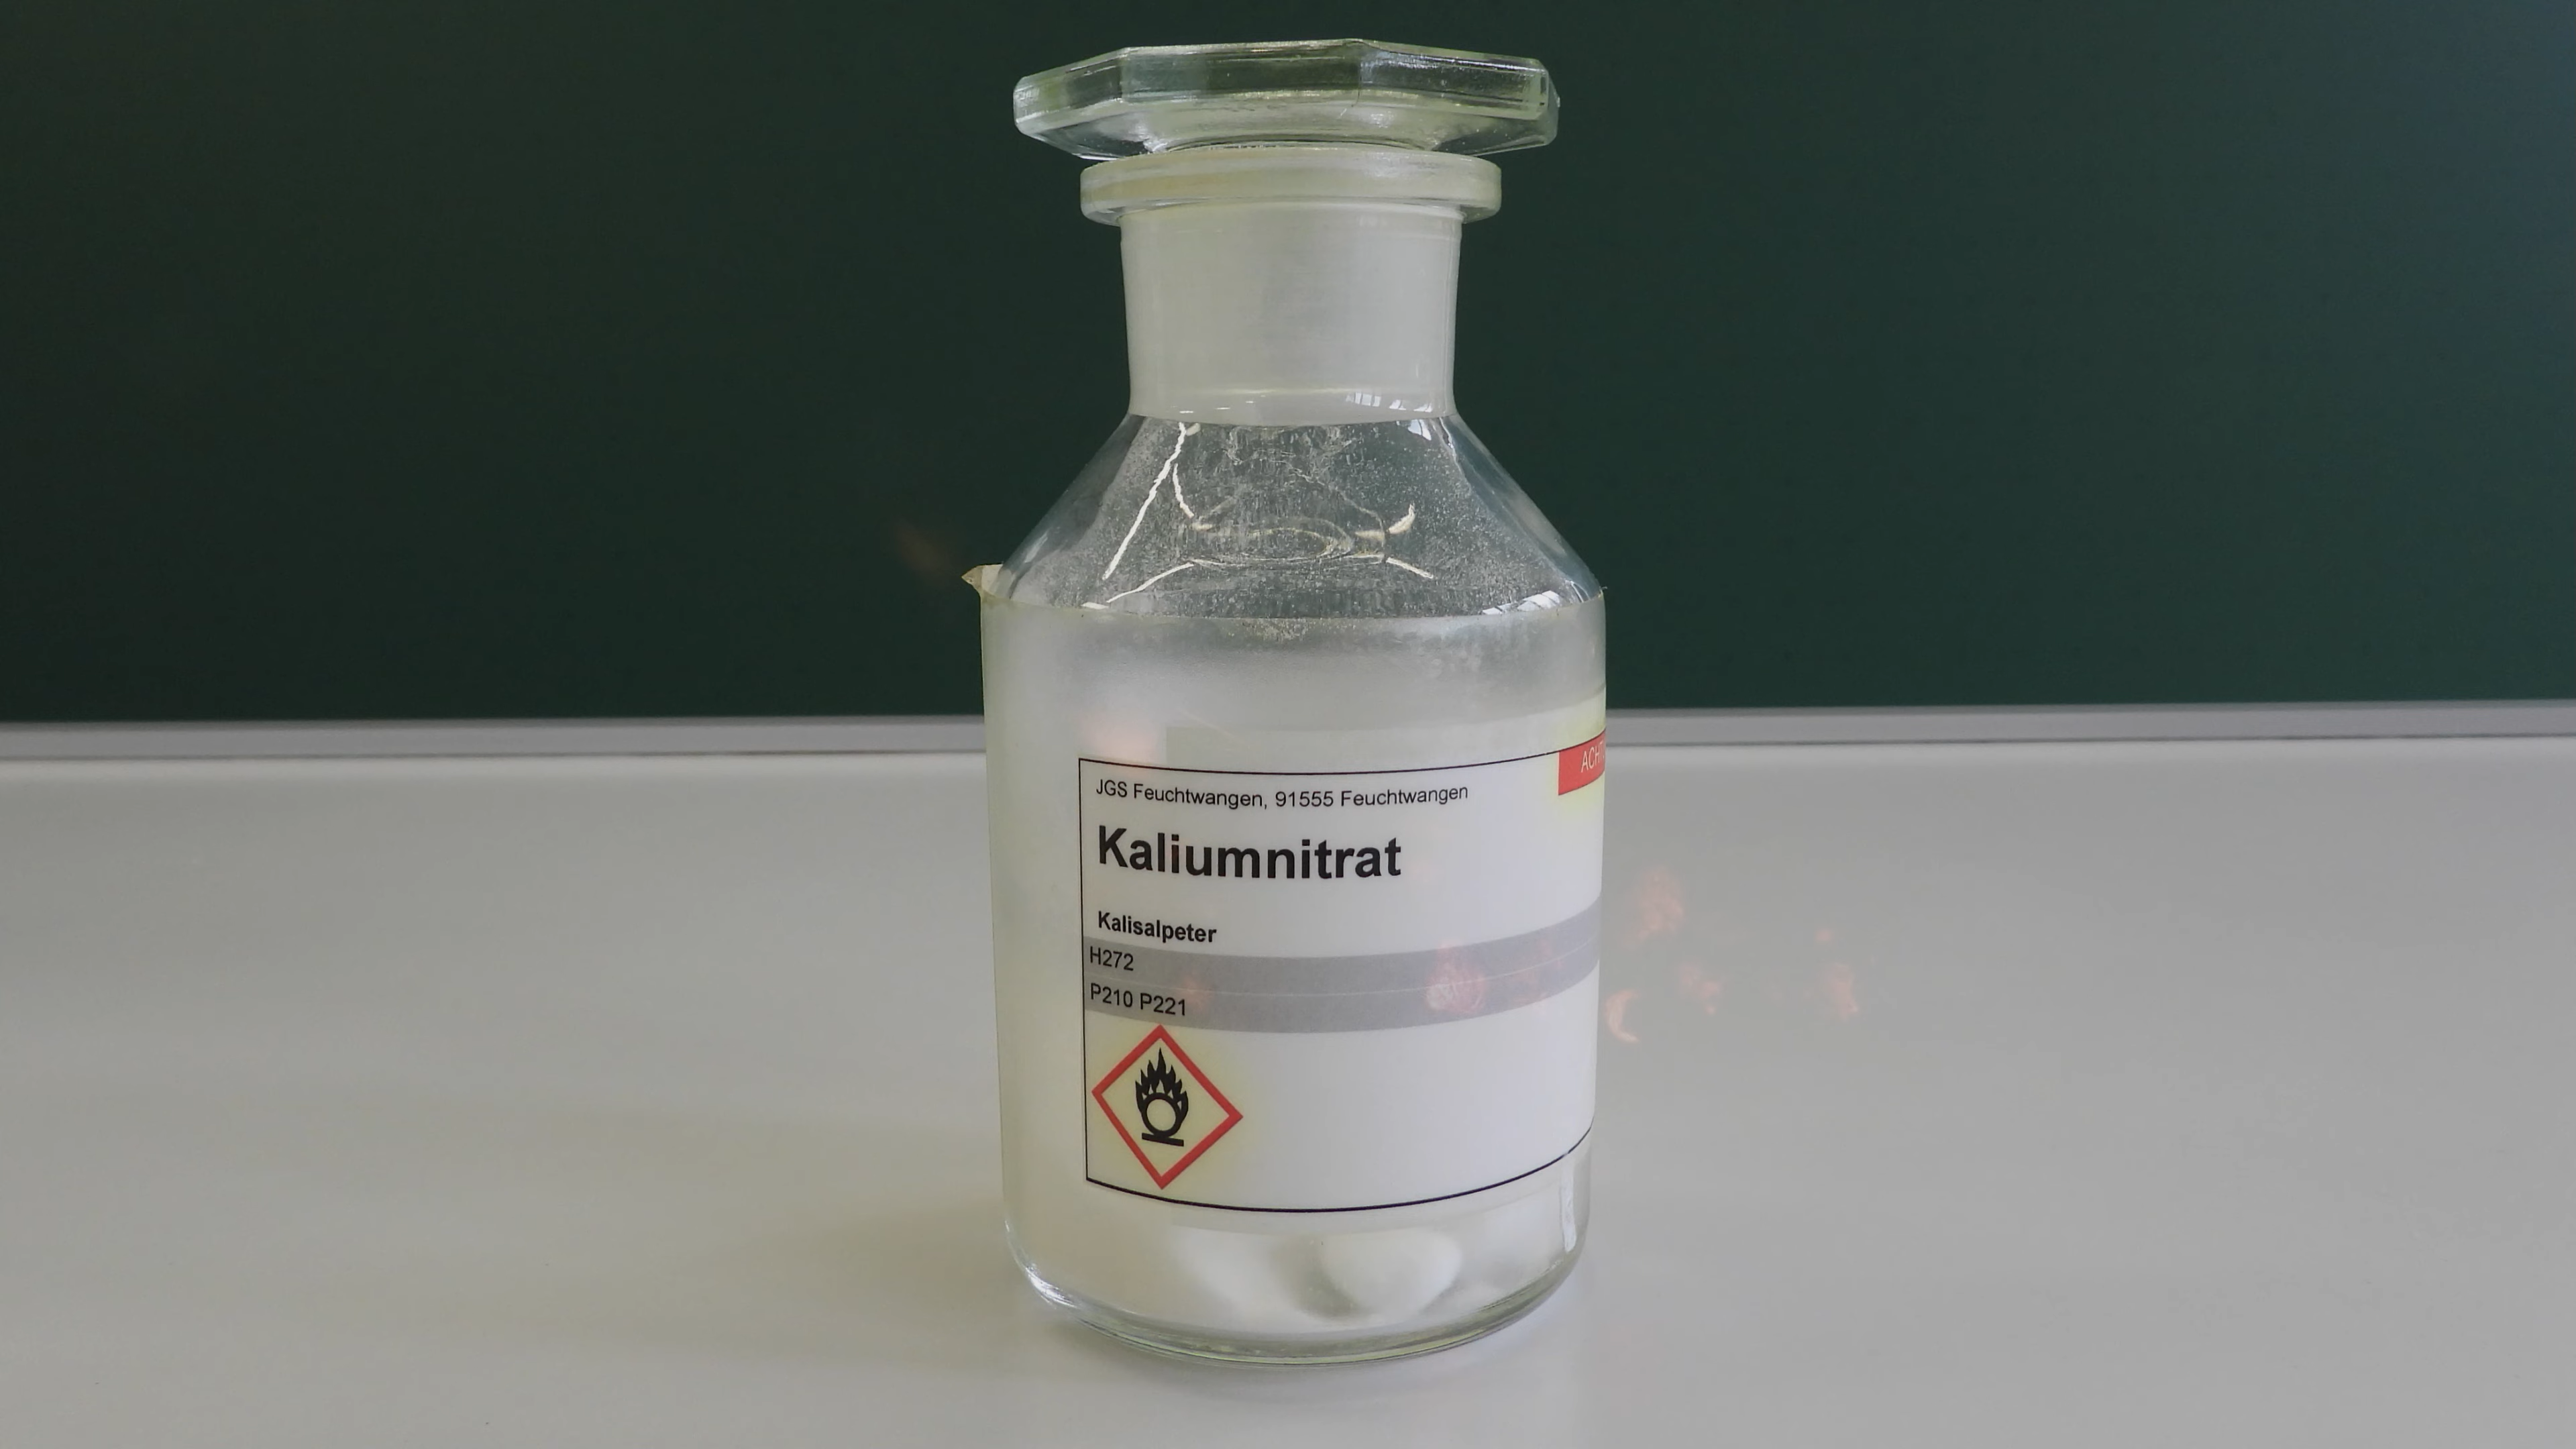 JGS Feuchtwangen, 91555 Feuchtwangen
Kaliumnitrat
Kalisalpeter
H272
P210 P221